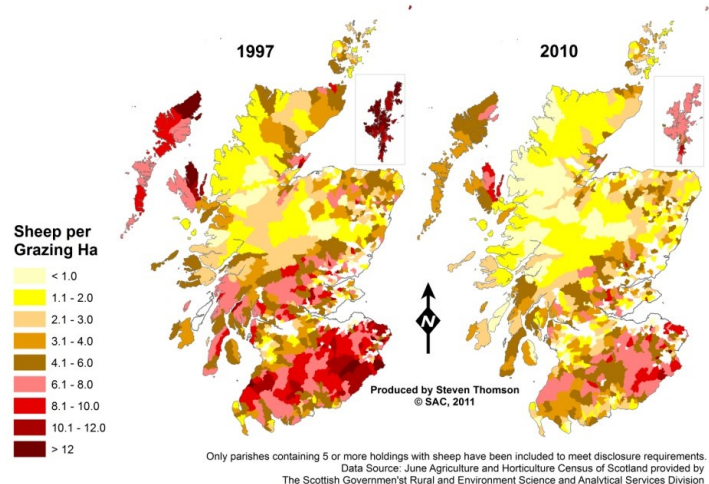 1997
2010
Sheep per
Grazing Ha
< 1.0
1.1 - 2.0
2.1 - 3.0
3.1 - 4.0
4.1 - 6.0
6.1 - 8.0
8.1 - 10.0
10.1 - 12.0
> 12
N
Produced by Steven Thomson
© SAC, 2011
Only parishes containing 5 or more holdings with sheep have been included to meet disclosure requirements.
Data Source: June Agriculture and Horticulture Census of Scotland provided by
The Scottish Governmen'st Rural and Environment Science and Analytical Services Division